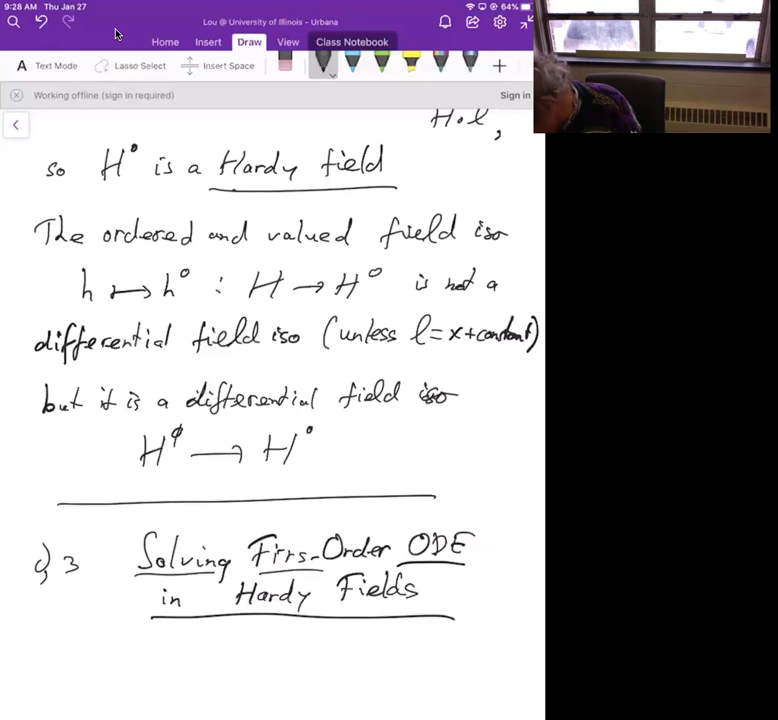 9:28 AM Thu Jan 27
64%
Lou @ University of Illinois - Urbana
Home Insert Draw View Class Notebook
A Text Mode Lasso Select Insert Space
Working offline (sign in required) Sign in
H∘l,
so H° is a Hardy field
The ordered and valued field iso
h ↦ h° : H → H° is not a
differential field iso (unless l = x + constant)
but it is a differential field iso
H^ϕ → H°
3 Solving Firs-Order ODE
in Hardy Fields